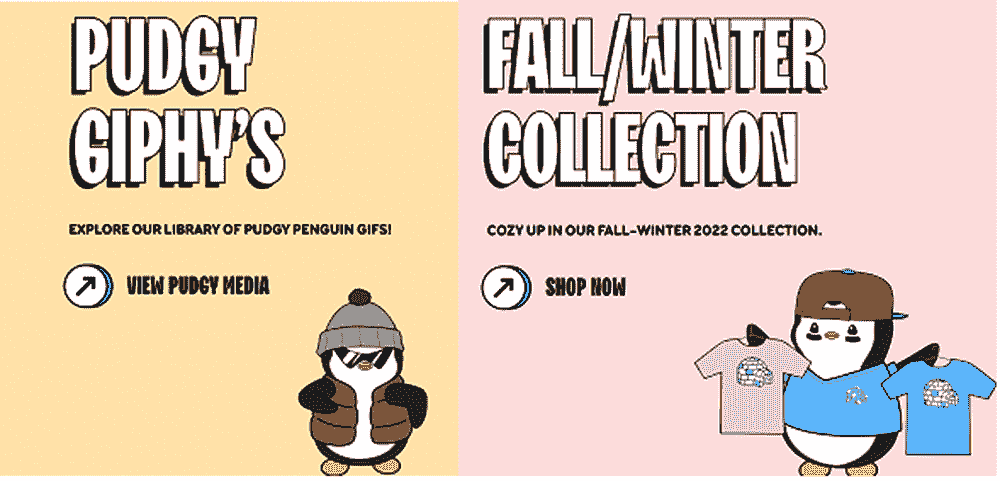 PUDGY
GIPHY'S
EXPLORE OUR LIBRARY OF PUDGY PENGUIN GIFS!
VIEW PUDGY MEDIA
FALL/WINTER
COLLECTION
COZY UP IN OUR FALL-WINTER 2022 COLLECTION.
SHOP NOW